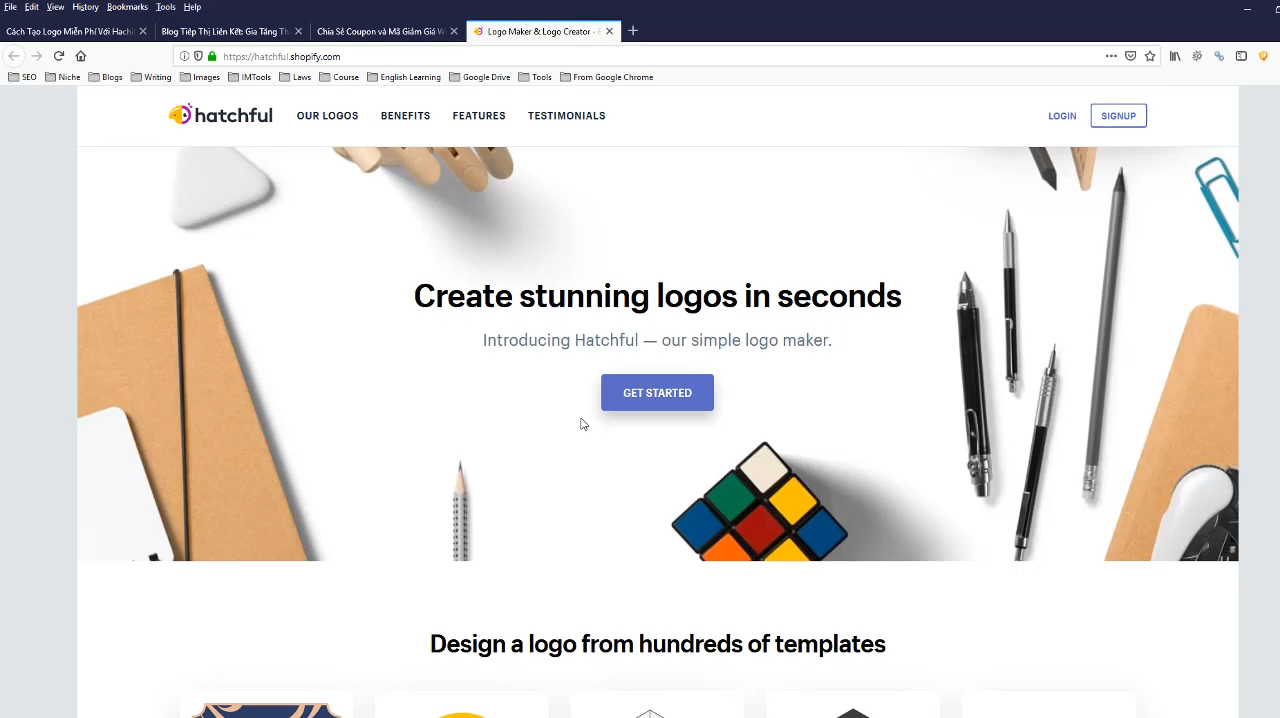 File Edit View History Bookmarks Tools Help
Cách Tạo Logo Miễn Phí Với Hachi
Blog Tiếp Thị Liên Kết: Gia Tăng Th
Chia Sẻ Coupon và Mã Giảm Giá W
Logo Maker & Logo Creator - F
https://hatchful.shopify.com
SEO Niche Blogs Writing Images IMTools Laws Course English Learning Google Drive Tools From Google Chrome
hatchful OUR LOGOS BENEFITS FEATURES TESTIMONIALS LOGIN SIGNUP
Create stunning logos in seconds
Introducing Hatchful — our simple logo maker.
GET STARTED
Design a logo from hundreds of templates